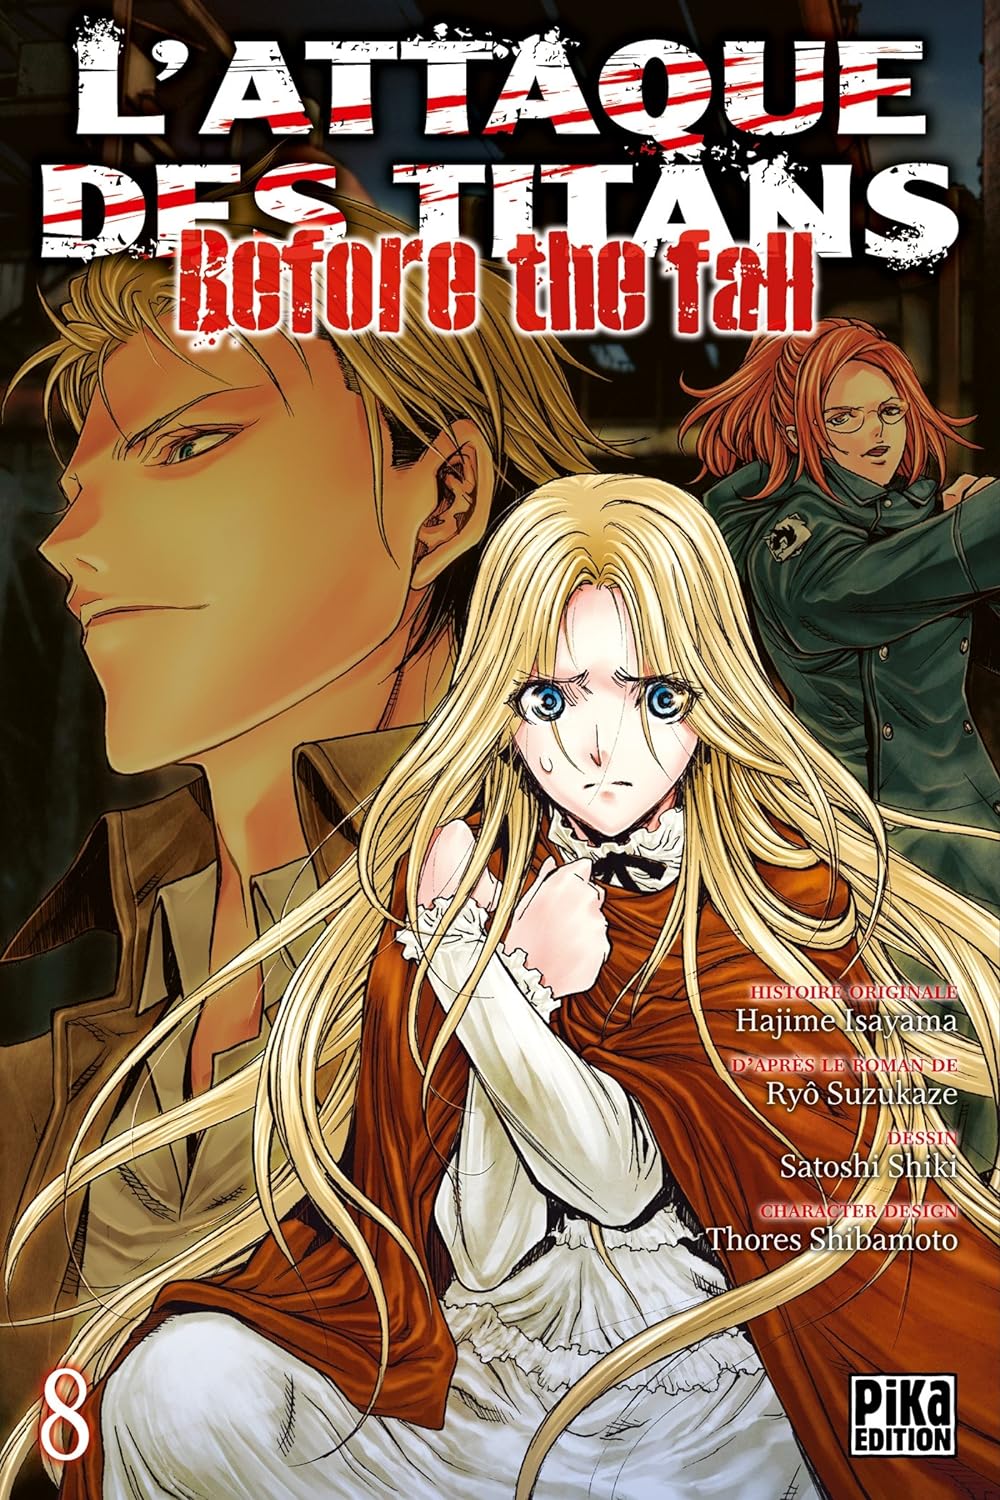 L'ATTAQUE
DES TITANS
Before the fall
HISTOIRE ORIGINALE
Hajime Isayama
D'APRÈS LE ROMAN DE
Ryô Suzukaze
DESSIN
Satoshi Shiki
CHARACTER DESIGN
Thores Shibamoto
8
PiKa
EDITION